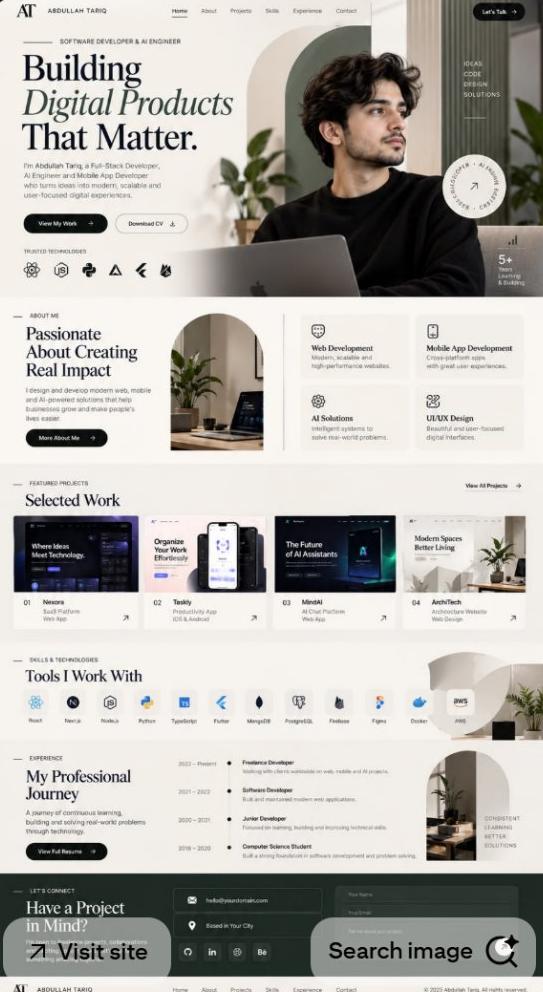 AT ABDULLAH TARIQ
Home About Projects Skills Experience Contact
Let's Talk
SOFTWARE DEVELOPER & AI ENGINEER
Building
Digital Products
That Matter.
I'm Abdullah Tariq, a Full-Stack Developer,
AI Engineer and Mobile App Developer
who turns ideas into modern, scalable and
user-focused digital experiences.
View My Work
Download CV
TRUSTED TECHNOLOGIES
JS
IDEAS
CODE
DESIGN
SOLUTIONS
5+
Years
Learning
& Building
ABOUT ME
Passionate
About Creating
Real Impact
I design and develop modern web, mobile
and AI-powered solutions that help
businesses grow and make people's
lives easier.
More About Me
Web Development
Modern, scalable and
high-performance websites.
Mobile App Development
Cross-platform apps
with great user experiences.
AI Solutions
Intelligent systems to
solve real-world problems.
UI/UX Design
Beautiful and user-focused
digital interfaces.
FEATURED PROJECTS
Selected Work
View All Projects
Where Ideas
Meet Technology.
01 Nexora
SaaS Platform
Web App
Organize
Your Work
Effortlessly
02 Taskly
Productivity App
iOS & Android
The Future
of AI Assistants
03 MindAI
AI Chat Platform
Web App
Modern Spaces
Better Living
04 ArchiTech
Architecture Website
Web Design
SKILLS & TECHNOLOGIES
Tools I Work With
N
JS
TS
aws
React Next.js Node.js Python TypeScript Flutter MongoDB PostgreSQL Firebase Figma Docker AWS
EXPERIENCE
My Professional
Journey
A journey of continuous learning,
building and solving real-world problems
through technology.
View Full Resume
2022 – Present Freelance Developer
Working with clients worldwide on web, mobile and AI projects.
2021 – 2022 Software Developer
Built and maintained modern web applications.
2020 – 2021 Junior Developer
Focused on learning, building and improving technical skills.
2018 – 2020 Computer Science Student
Built a strong foundation in software development and problem solving.
CONSISTENT
LEARNING
BETTER
SOLUTIONS
LET'S CONNECT
Have a Project
in Mind?
hello@yourdomain.com
Based in Your City
in
Bē
Your Name
Your Email
Visit site
Search image
AT ABDULLAH TARIQ
Home About Projects Skills Experience Contact
© 2025 Abdullah Tariq. All rights reserved.